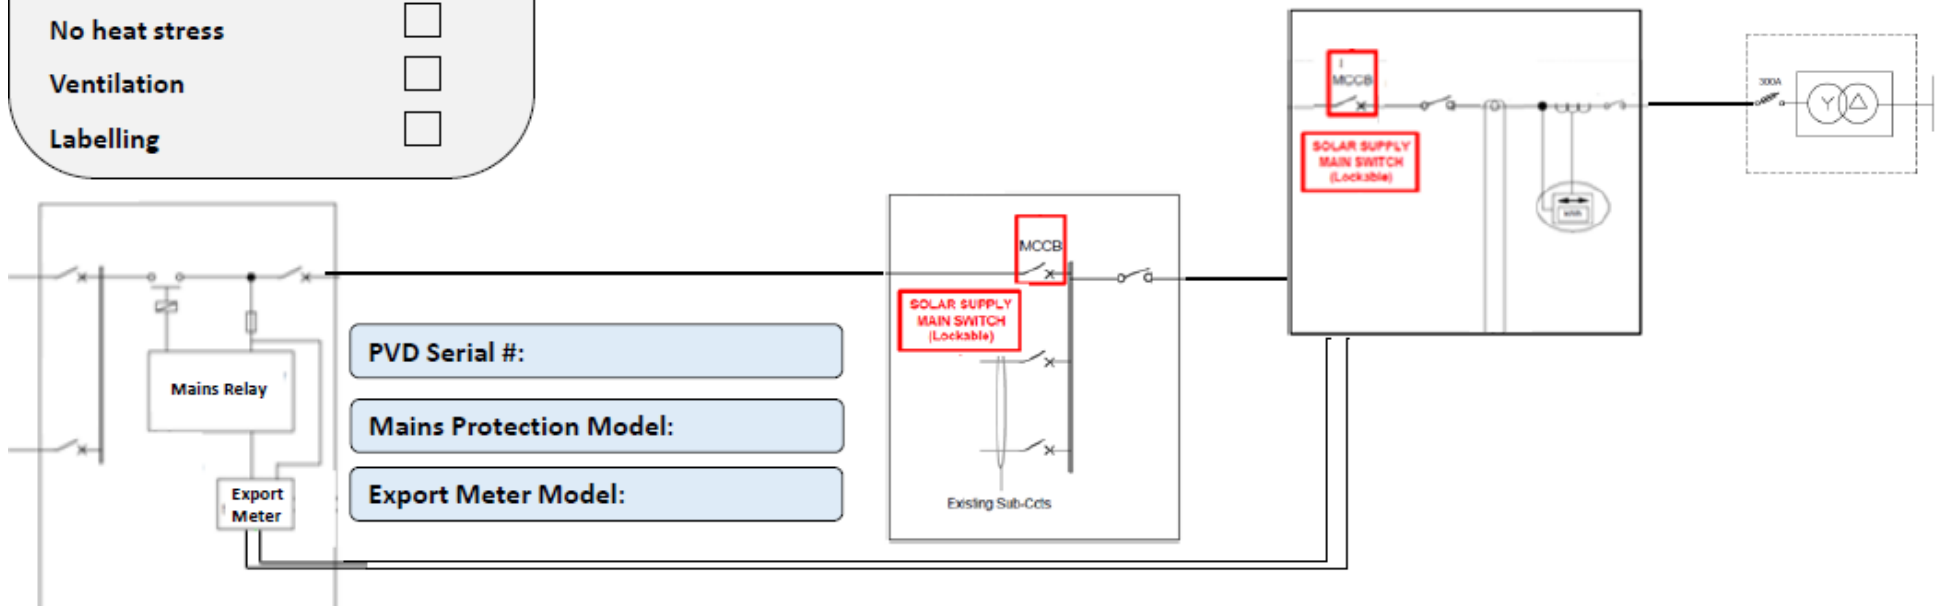 No heat stress
Ventilation
Labelling
MCCB
SOLAR SUPPLY
MAIN SWITCH
(Lockable)
300A
kWh
MCCB
SOLAR SUPPLY
MAIN SWITCH
(Lockable)
Existing Sub-Ccts
Mains Relay
Export
Meter
PVD Serial #:
Mains Protection Model:
Export Meter Model: